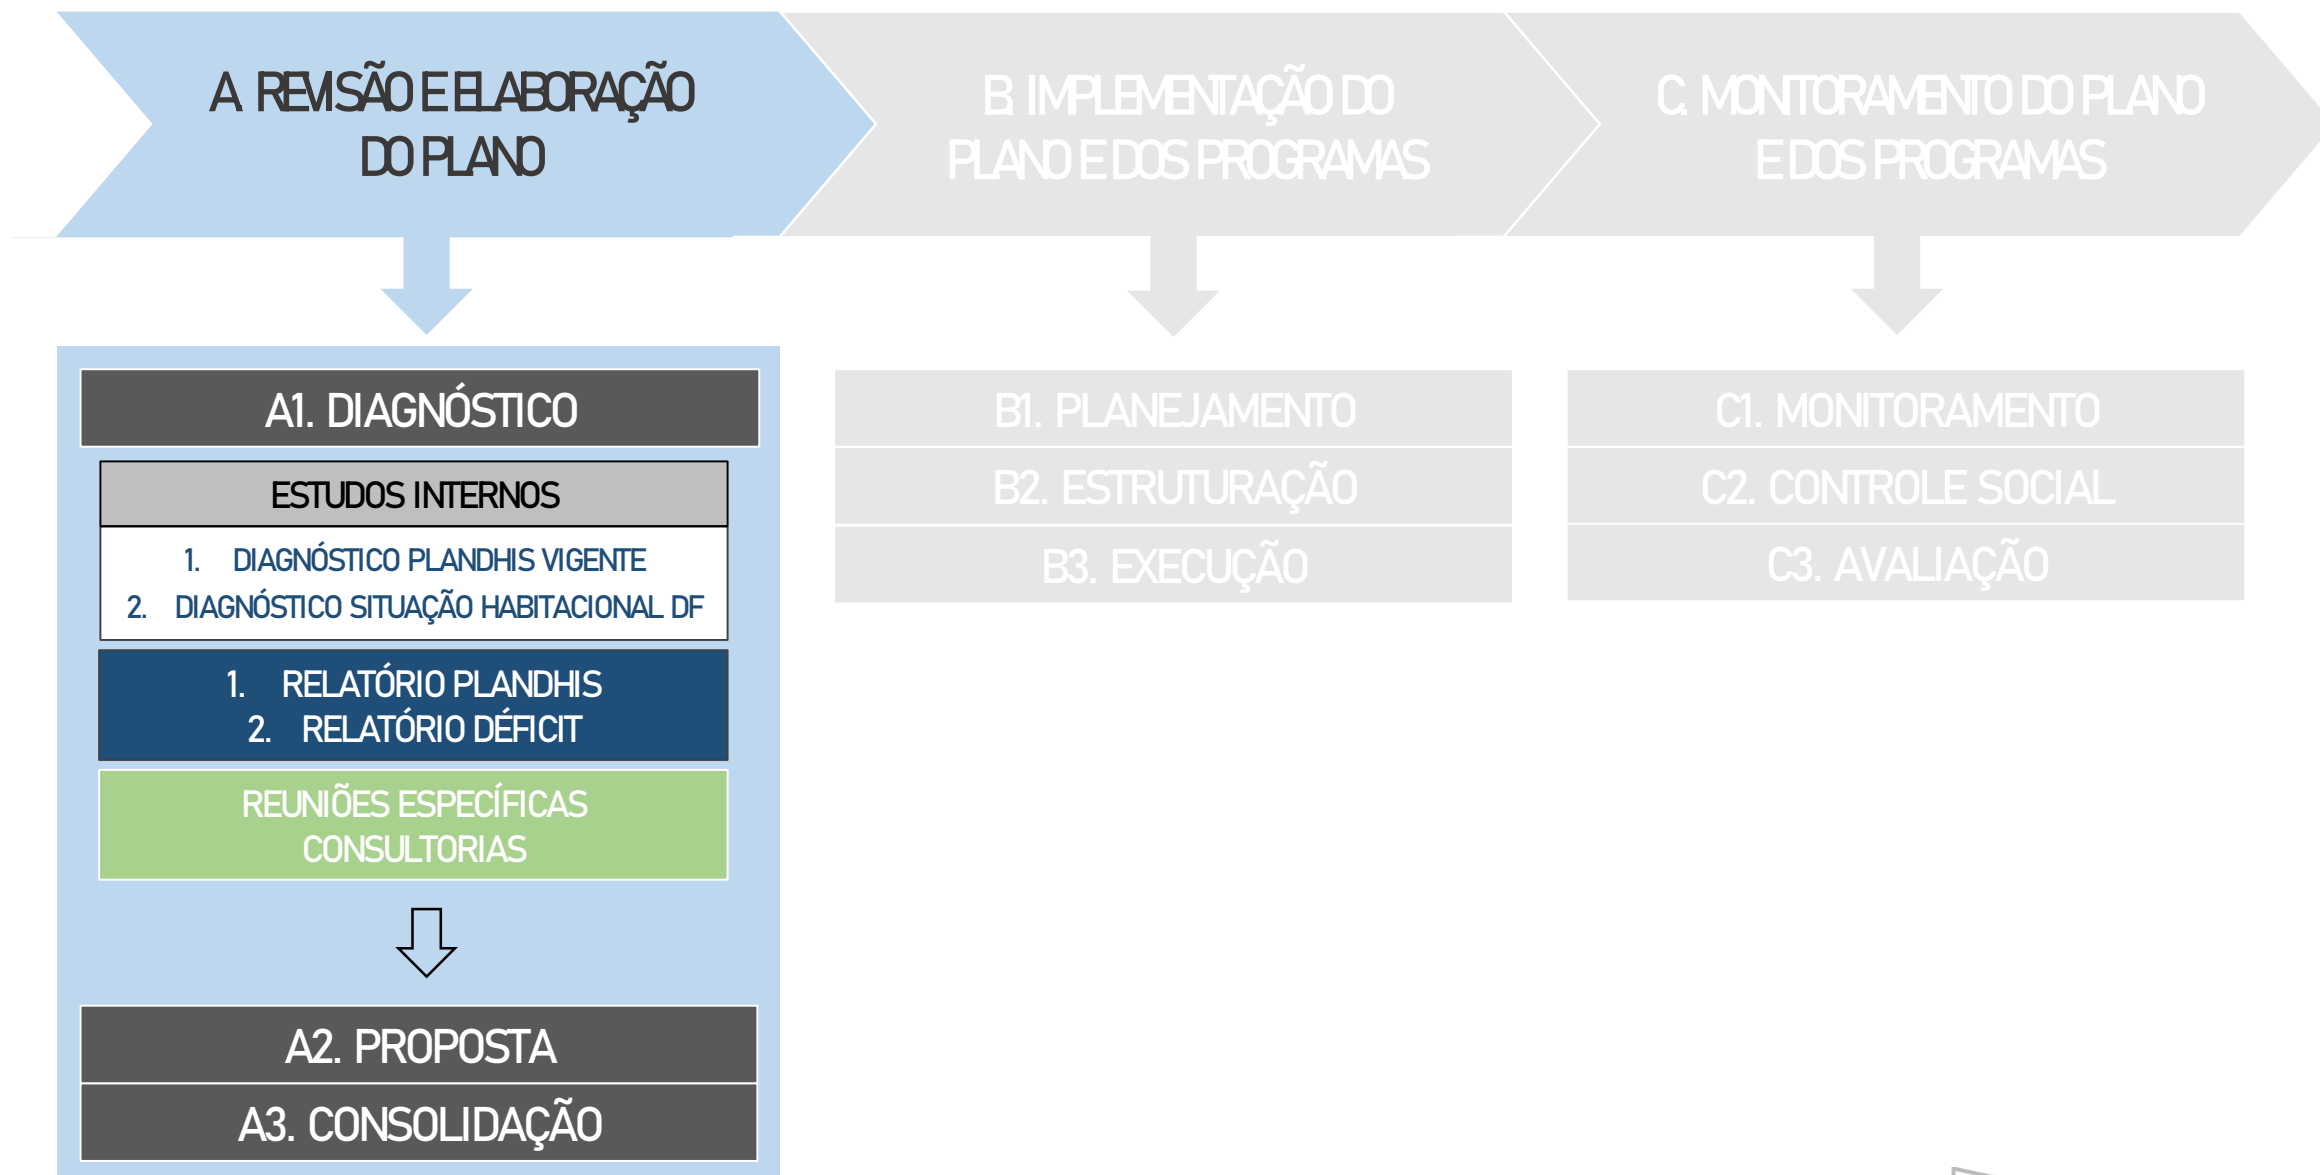 A. REVISÃO E ELABORAÇÃO
DO PLANO
B. IMPLEMENTAÇÃO DO
PLANO E DOS PROGRAMAS
C. MONITORAMENTO DO PLANO
E DOS PROGRAMAS
A1. DIAGNÓSTICO
ESTUDOS INTERNOS
1. DIAGNÓSTICO PLANDHIS VIGENTE
2. DIAGNÓSTICO SITUAÇÃO HABITACIONAL DF
1. RELATÓRIO PLANDHIS
2. RELATÓRIO DÉFICIT
REUNIÕES ESPECÍFICAS
CONSULTORIAS
A2. PROPOSTA
A3. CONSOLIDAÇÃO
B1. PLANEJAMENTO
B2. ESTRUTURAÇÃO
B3. EXECUÇÃO
C1. MONITORAMENTO
C2. CONTROLE SOCIAL
C3. AVALIAÇÃO